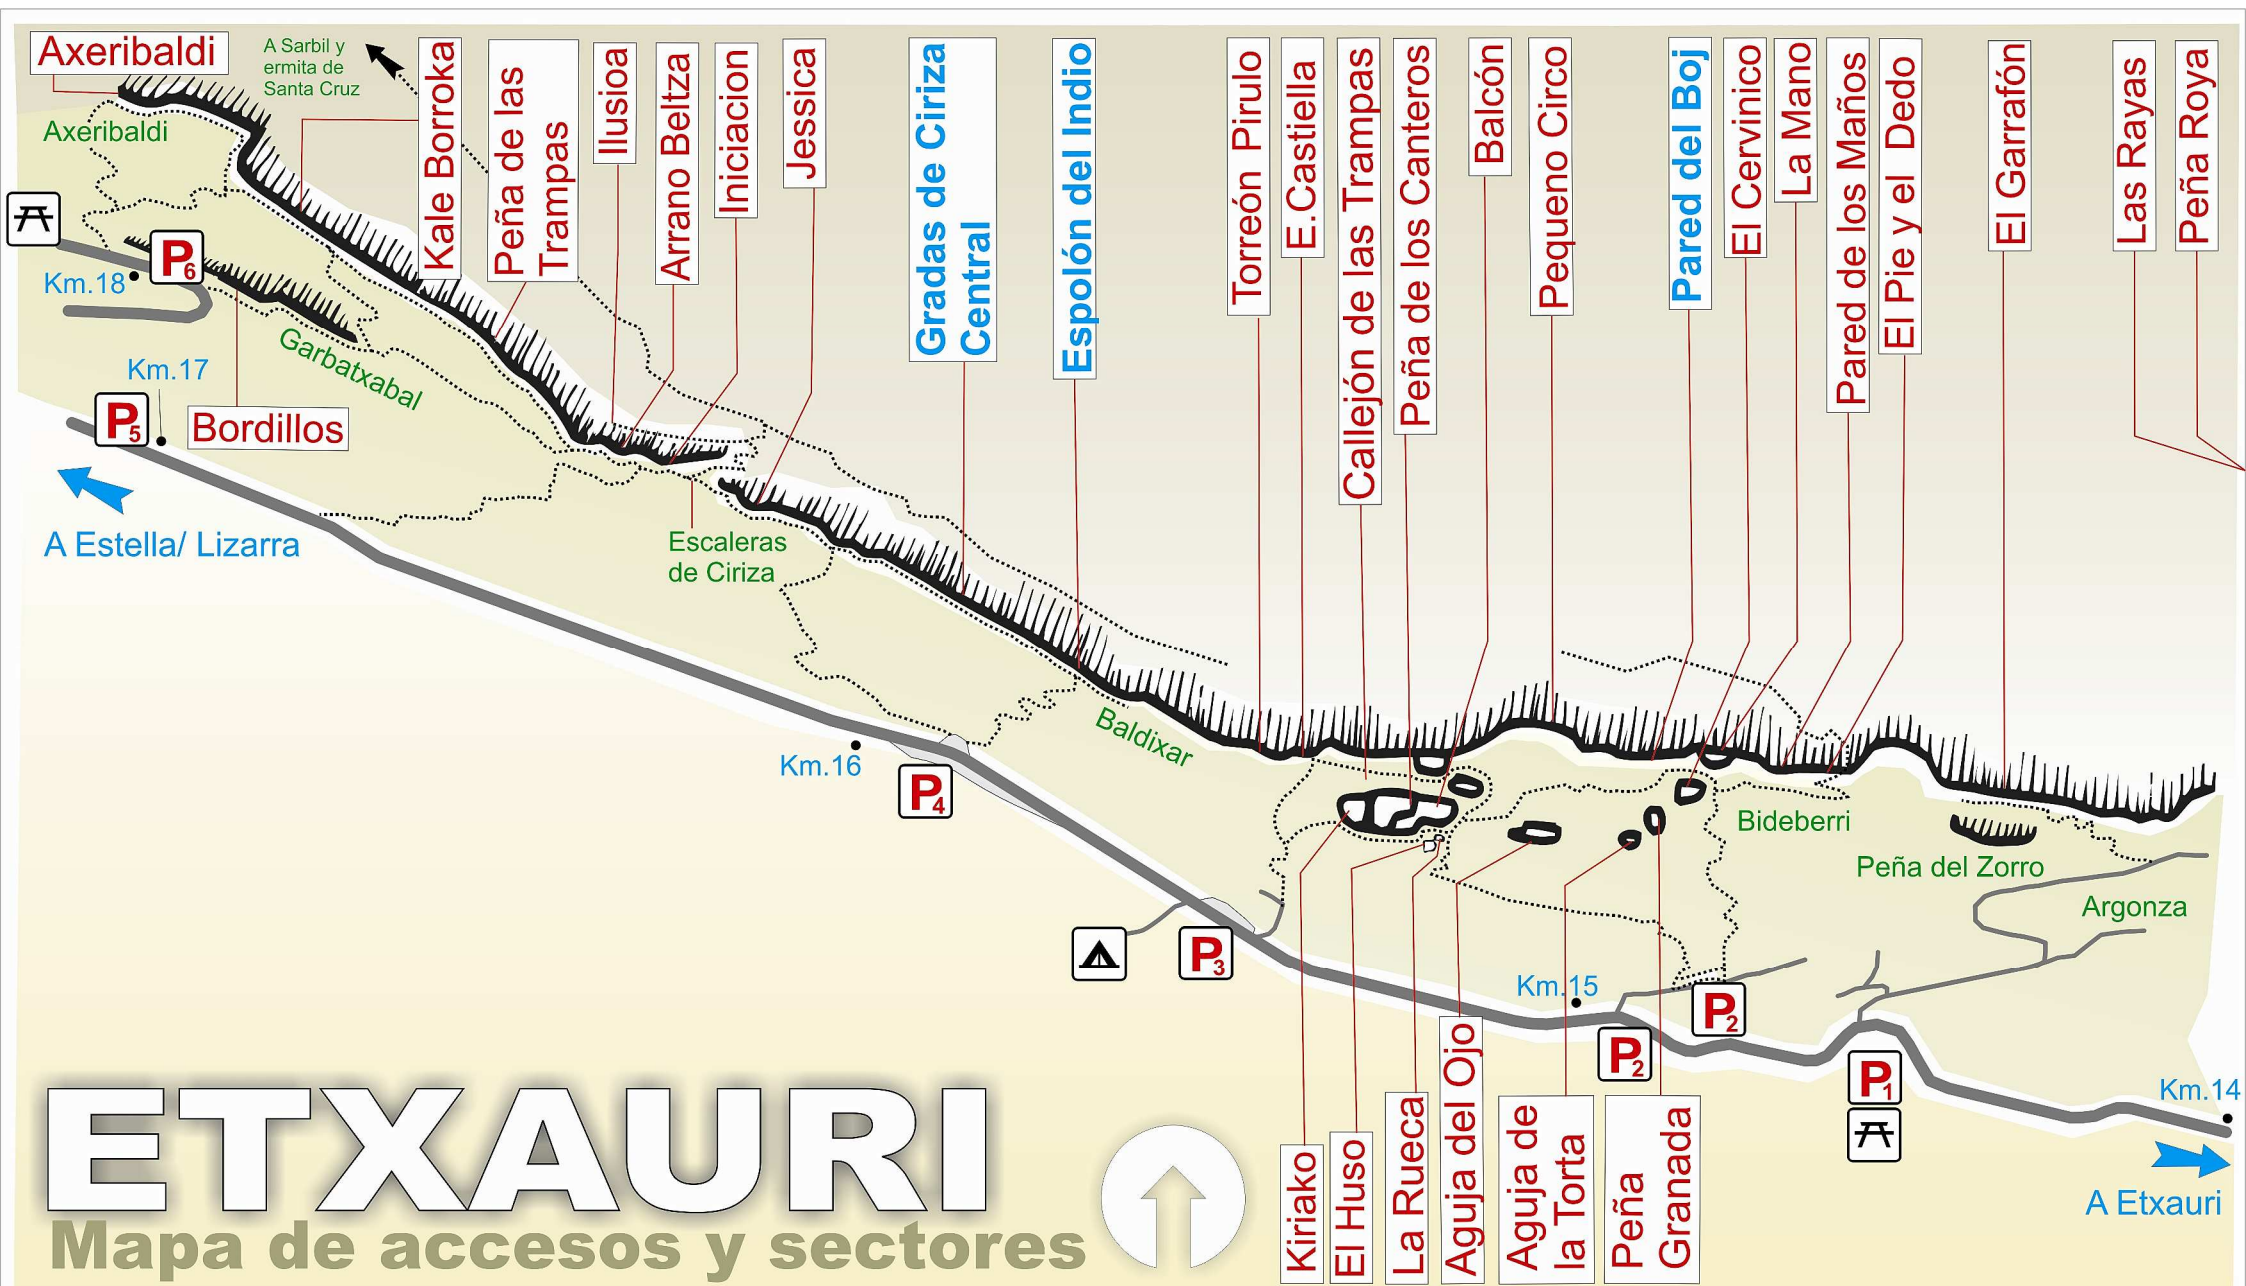 Axeribaldi
A Sarbil y
ermita de
Santa Cruz
Axeribaldi
Kale Borroka
Peña de las
Trampas
Ilusioa
Arrano Beltza
Iniciacion
Jessica
Gradas de Ciriza
Central
Espolón del Indio
Torreón Pirulo
E.Castiella
Callejón de las Trampas
Peña de los Canteros
Balcón
Pequeno Circo
Pared del Boj
El Cervinico
La Mano
Pared de los Maños
El Pie y el Dedo
El Garrafón
Las Rayas
Peña Roya
P6
Km.18
Garbatxabal
Km.17
P5
Bordillos
A Estella/ Lizarra
Escaleras
de Ciriza
Baldixar
Km.16
P4
Bideberri
Peña del Zorro
Argonza
P3
Km.15
P2
P2
P1
Km.14
A Etxauri
Kiriako
El Huso
La Rueca
Aguja del Ojo
Aguja de
la Torta
Peña
Granada
ETXAURI
Mapa de accesos y sectores